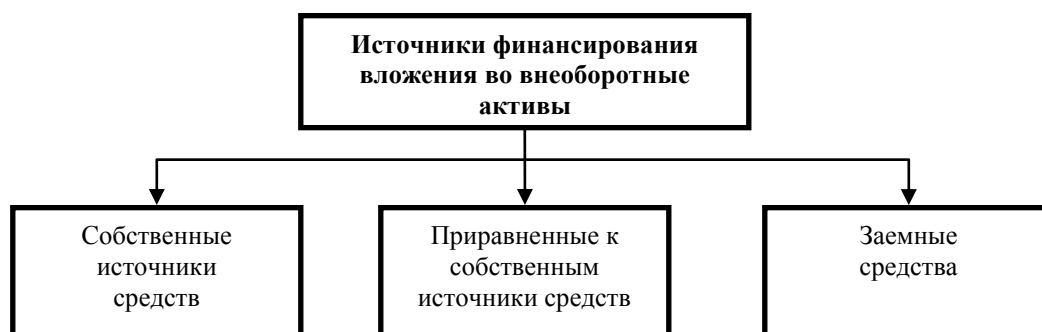 Источники финансирования
вложения во внеоборотные
активы
Собственные
источники
средств
Приравненные к
собственным
источники средств
Заемные
средства